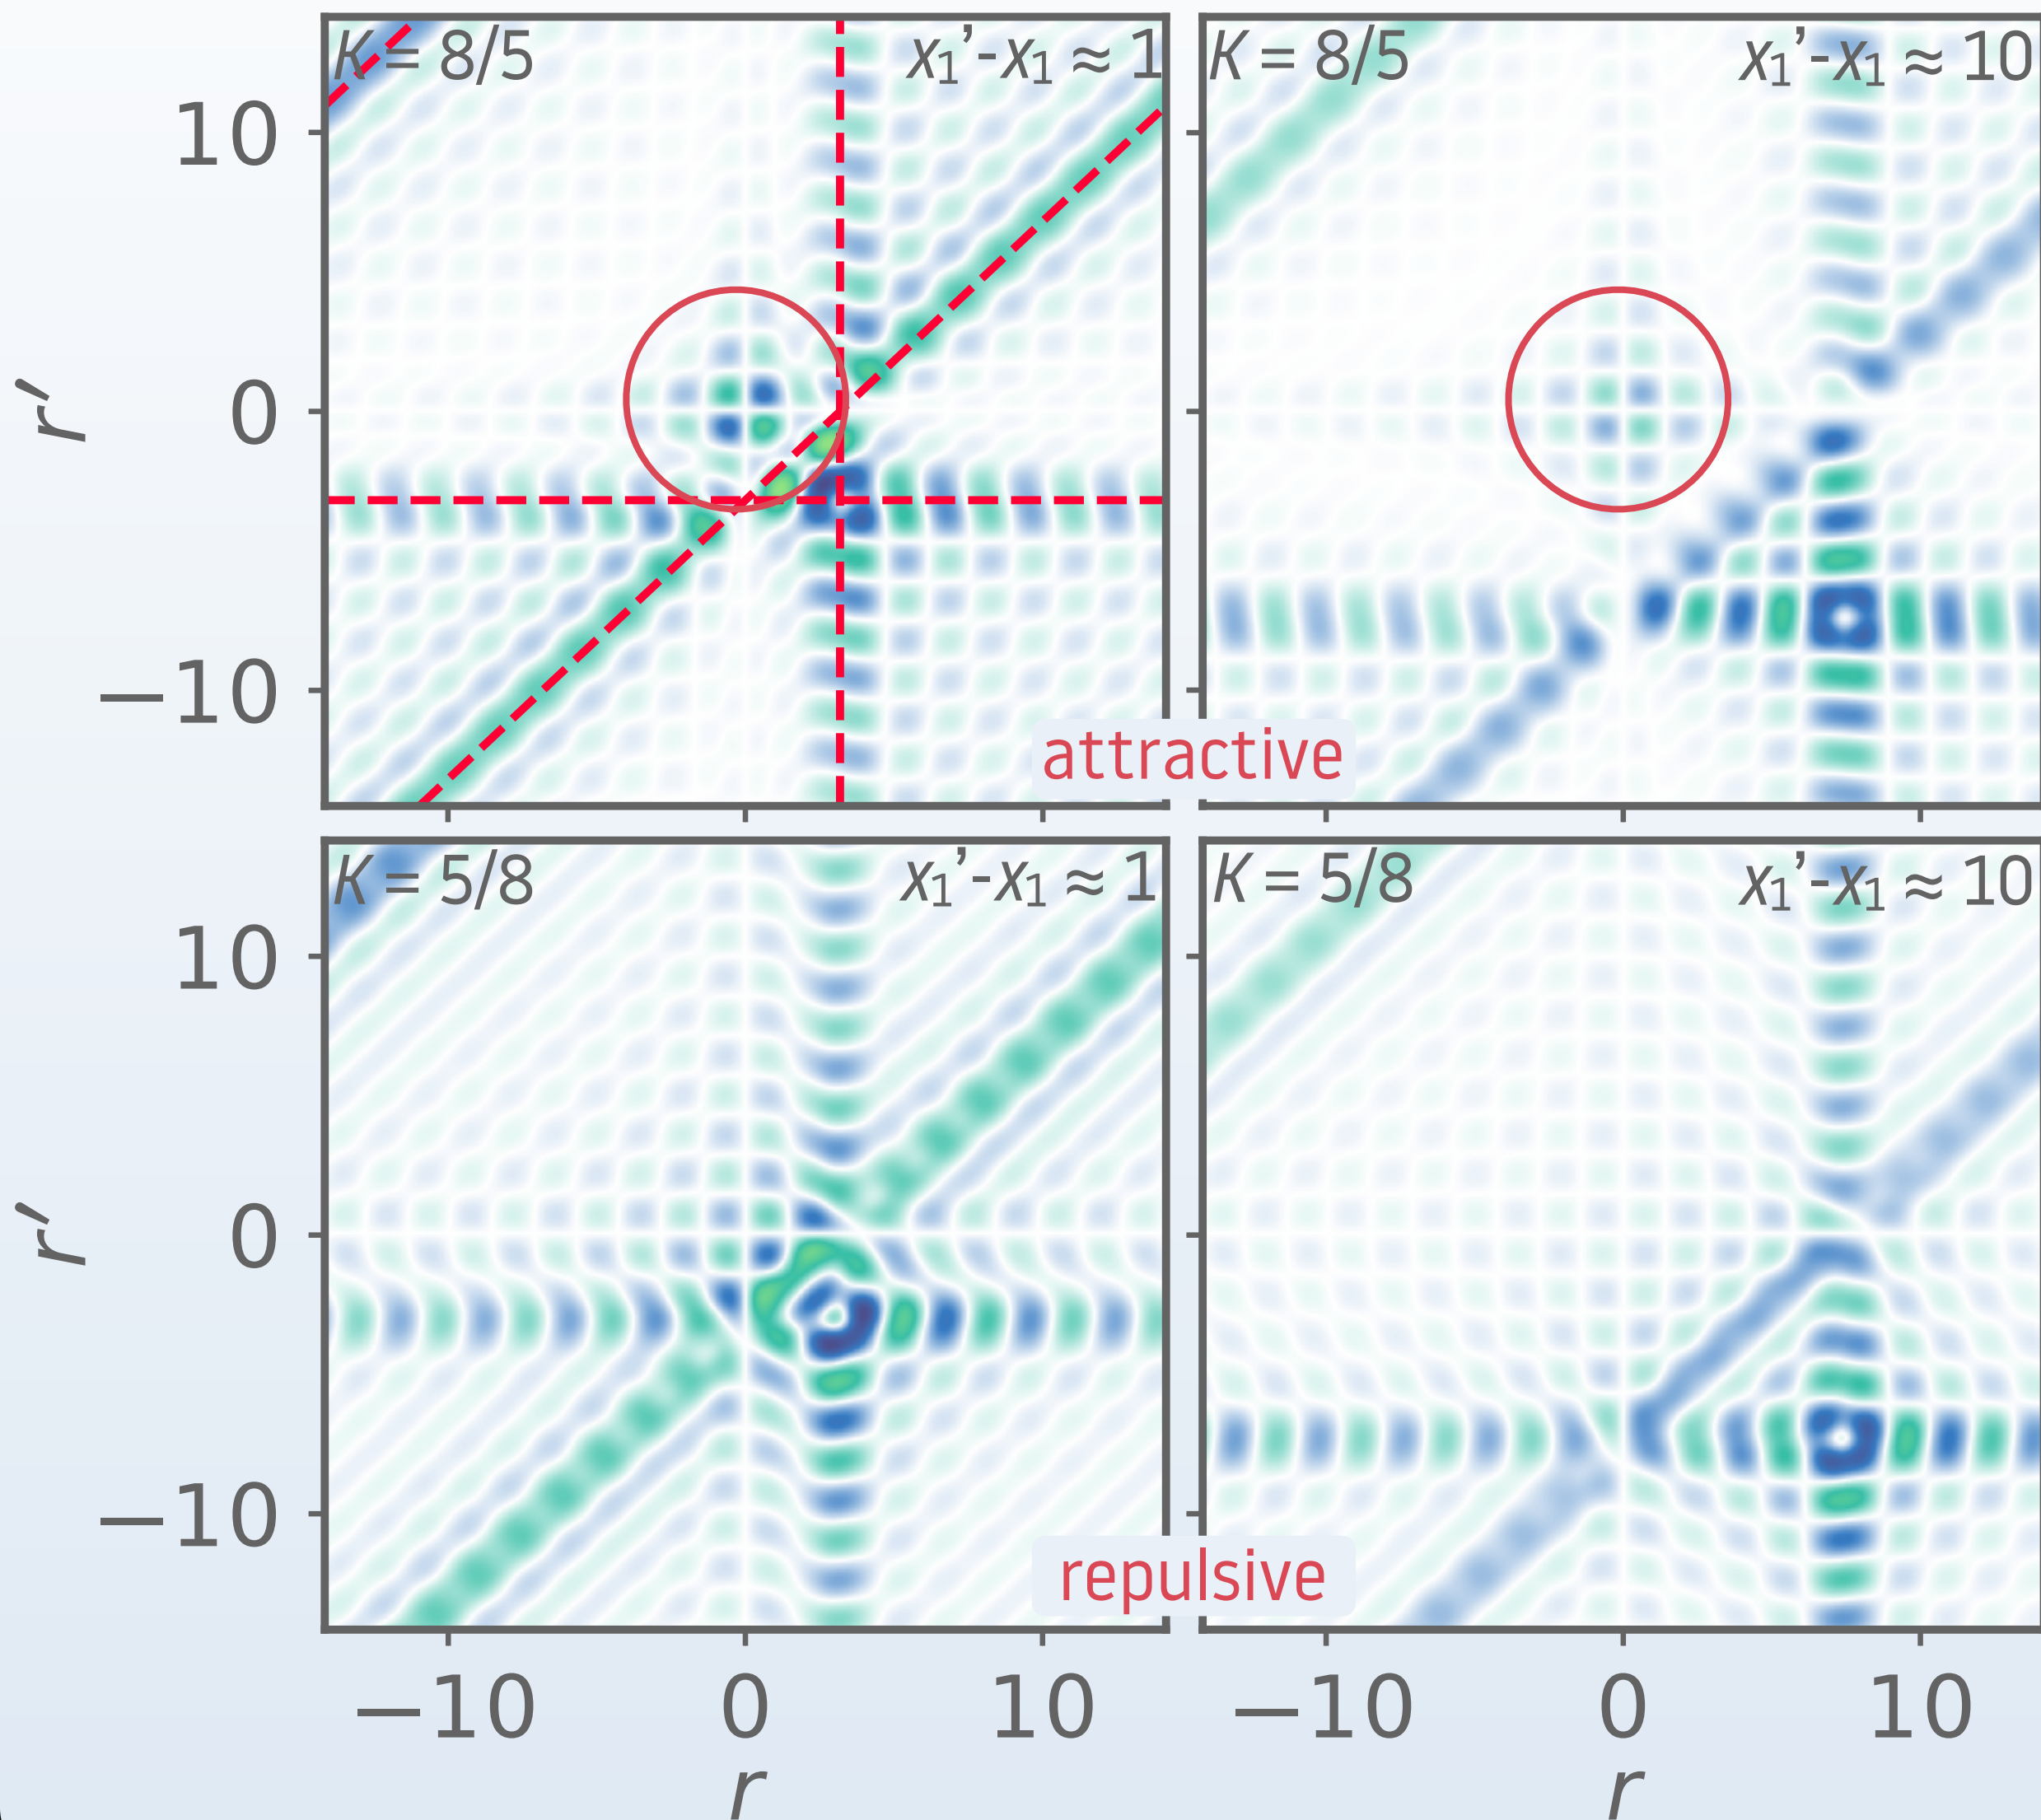 K = 8/5
x₁’-x₁ ≈ 1
K = 8/5
x₁’-x₁ ≈ 10
10
0
−10
r′
attractive
K = 5/8
x₁’-x₁ ≈ 1
K = 5/8
x₁’-x₁ ≈ 10
10
0
−10
r′
repulsive
−10 0 10
−10 0 10
r
r